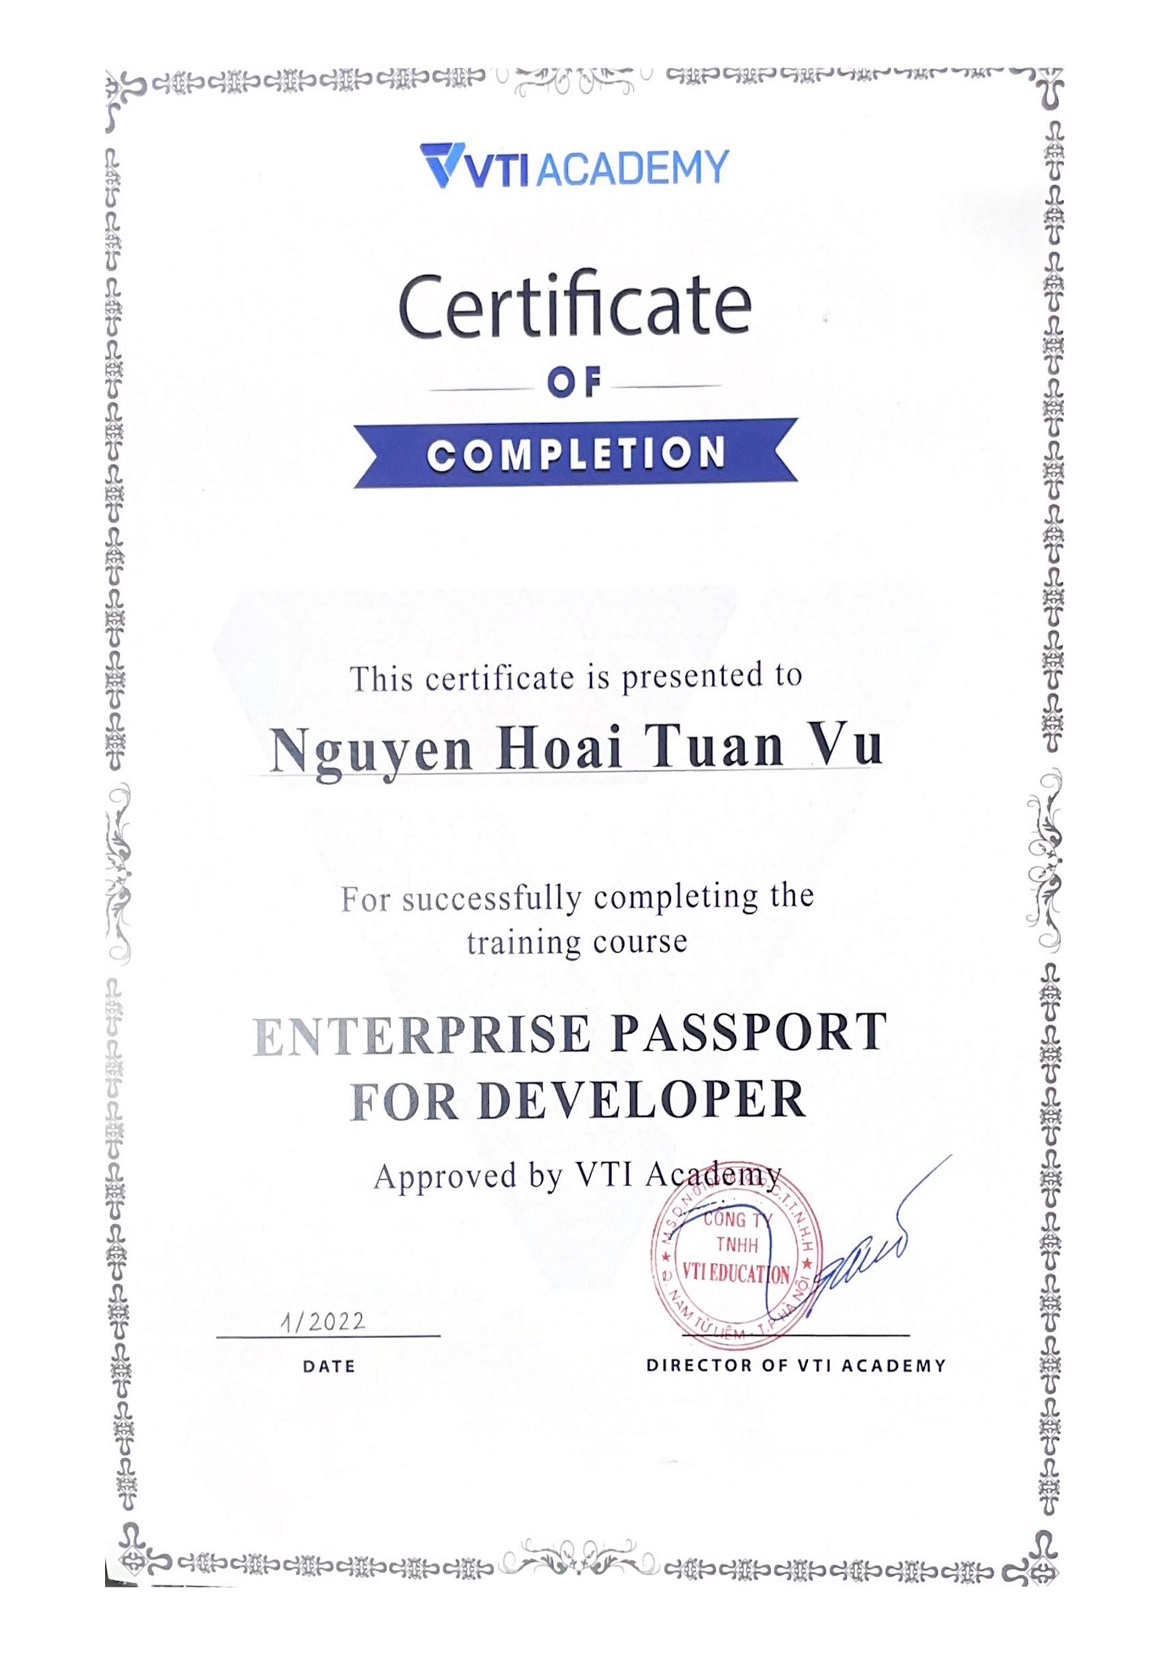 VTI ACADEMY
Certificate
OF
COMPLETION
This certificate is presented to
Nguyen Hoai Tuan Vu
For successfully completing the
training course
ENTERPRISE PASSPORT
FOR DEVELOPER
Approved by VTI Academy
CÔNG TY
TNHH
VTI EDUCATION
Q. NAM TỪ LIÊM - T.P HÀ NỘI
1/2022
DATE
DIRECTOR OF VTI ACADEMY